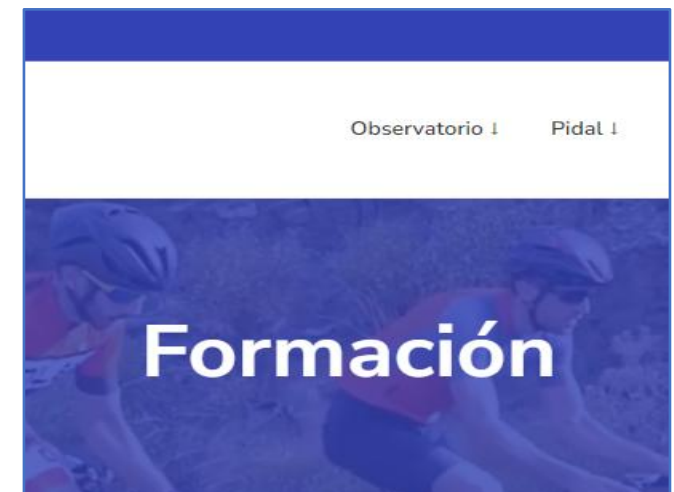 Observatorio ↓ Pidal ↓
Formación